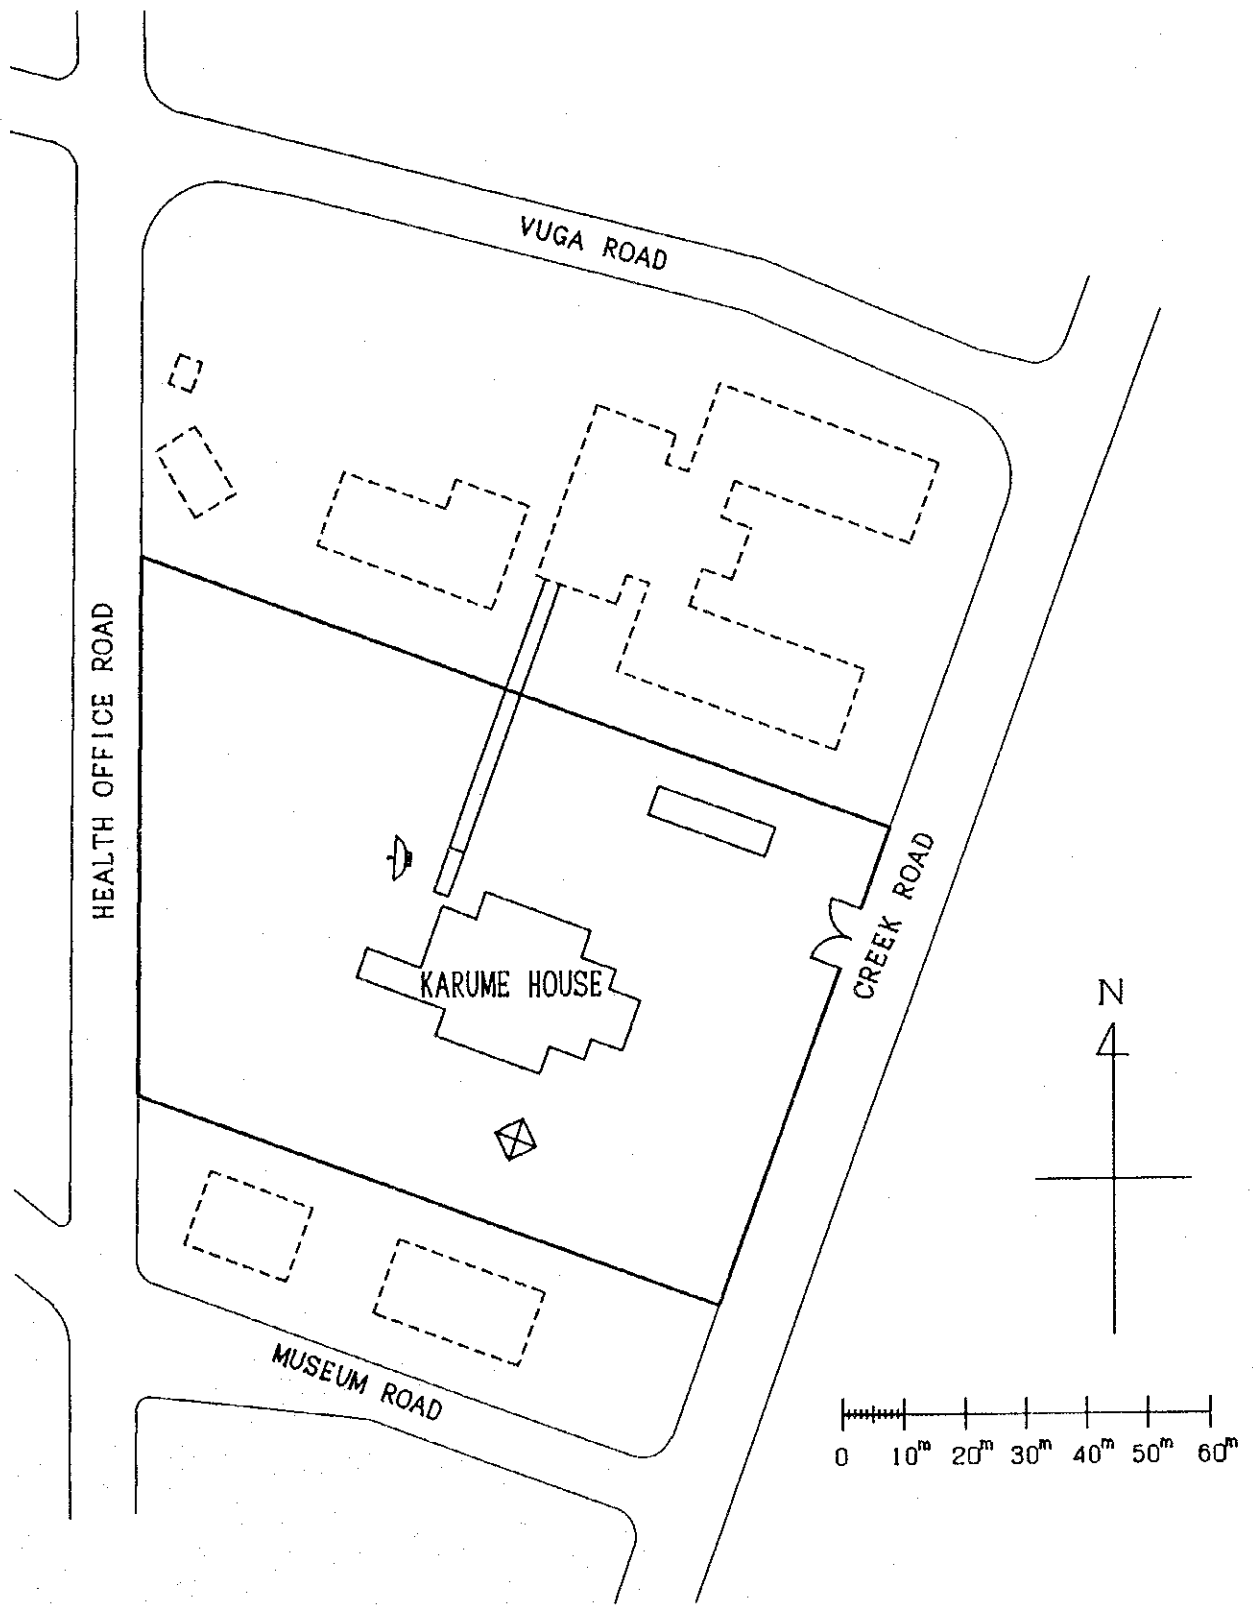 VUGA ROAD
HEALTH OFFICE ROAD
CREEK ROAD
KARUME HOUSE
N
MUSEUM ROAD
0 10m 20m 30m 40m 50m 60m